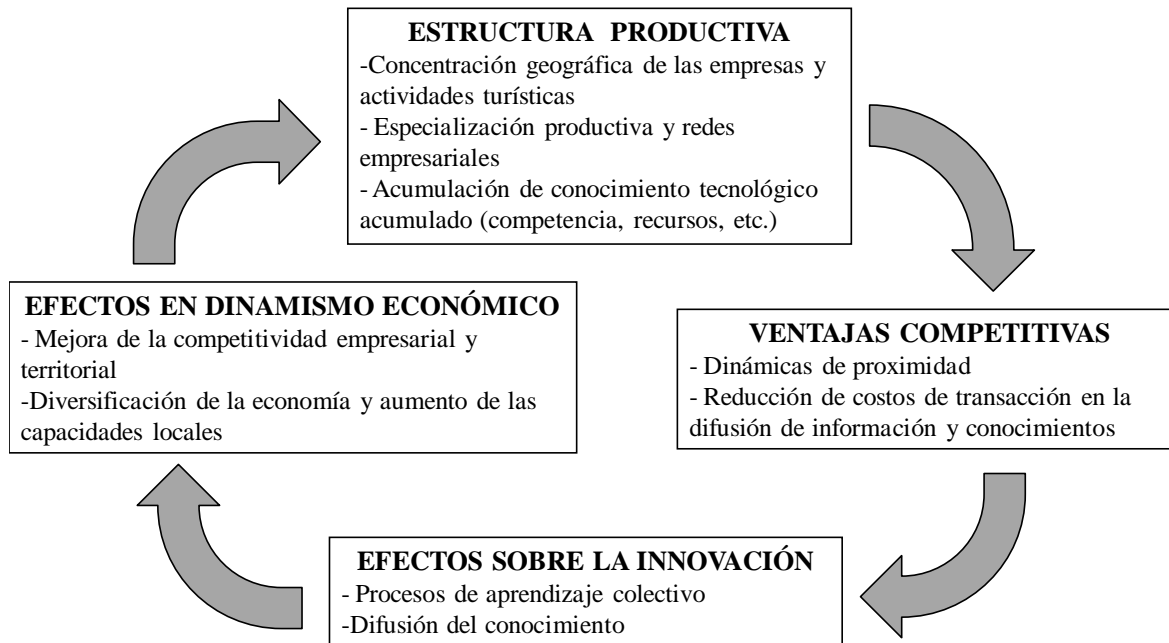 ESTRUCTURA PRODUCTIVA
-Concentración geográfica de las empresas y
actividades turísticas
- Especialización productiva y redes
empresariales
- Acumulación de conocimiento tecnológico
acumulado (competencia, recursos, etc.)
VENTAJAS COMPETITIVAS
- Dinámicas de proximidad
- Reducción de costos de transacción en la
difusión de información y conocimientos
EFECTOS SOBRE LA INNOVACIÓN
- Procesos de aprendizaje colectivo
-Difusión del conocimiento
EFECTOS EN DINAMISMO ECONÓMICO
- Mejora de la competitividad empresarial y
territorial
-Diversificación de la economía y aumento de las
capacidades locales